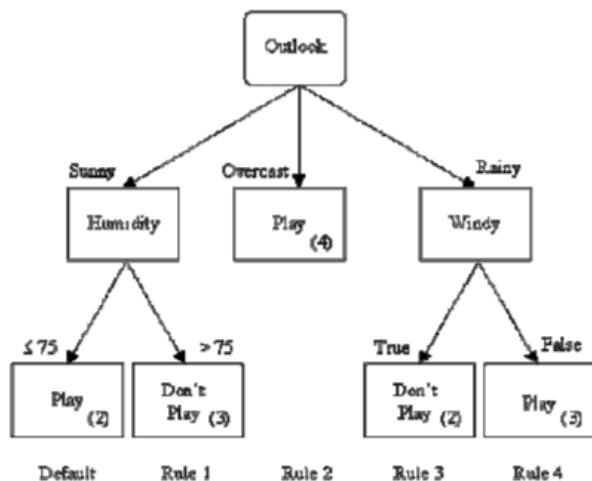 Outlook
Sunny
Overcast
Rainy
Humidity
Play
(4)
Windy
≤ 75
> 75
True
False
Play
(2)
Don't
Play (3)
Don't
Play (2)
Play
(3)
Default
Rule 1
Rule 2
Rule 3
Rule 4